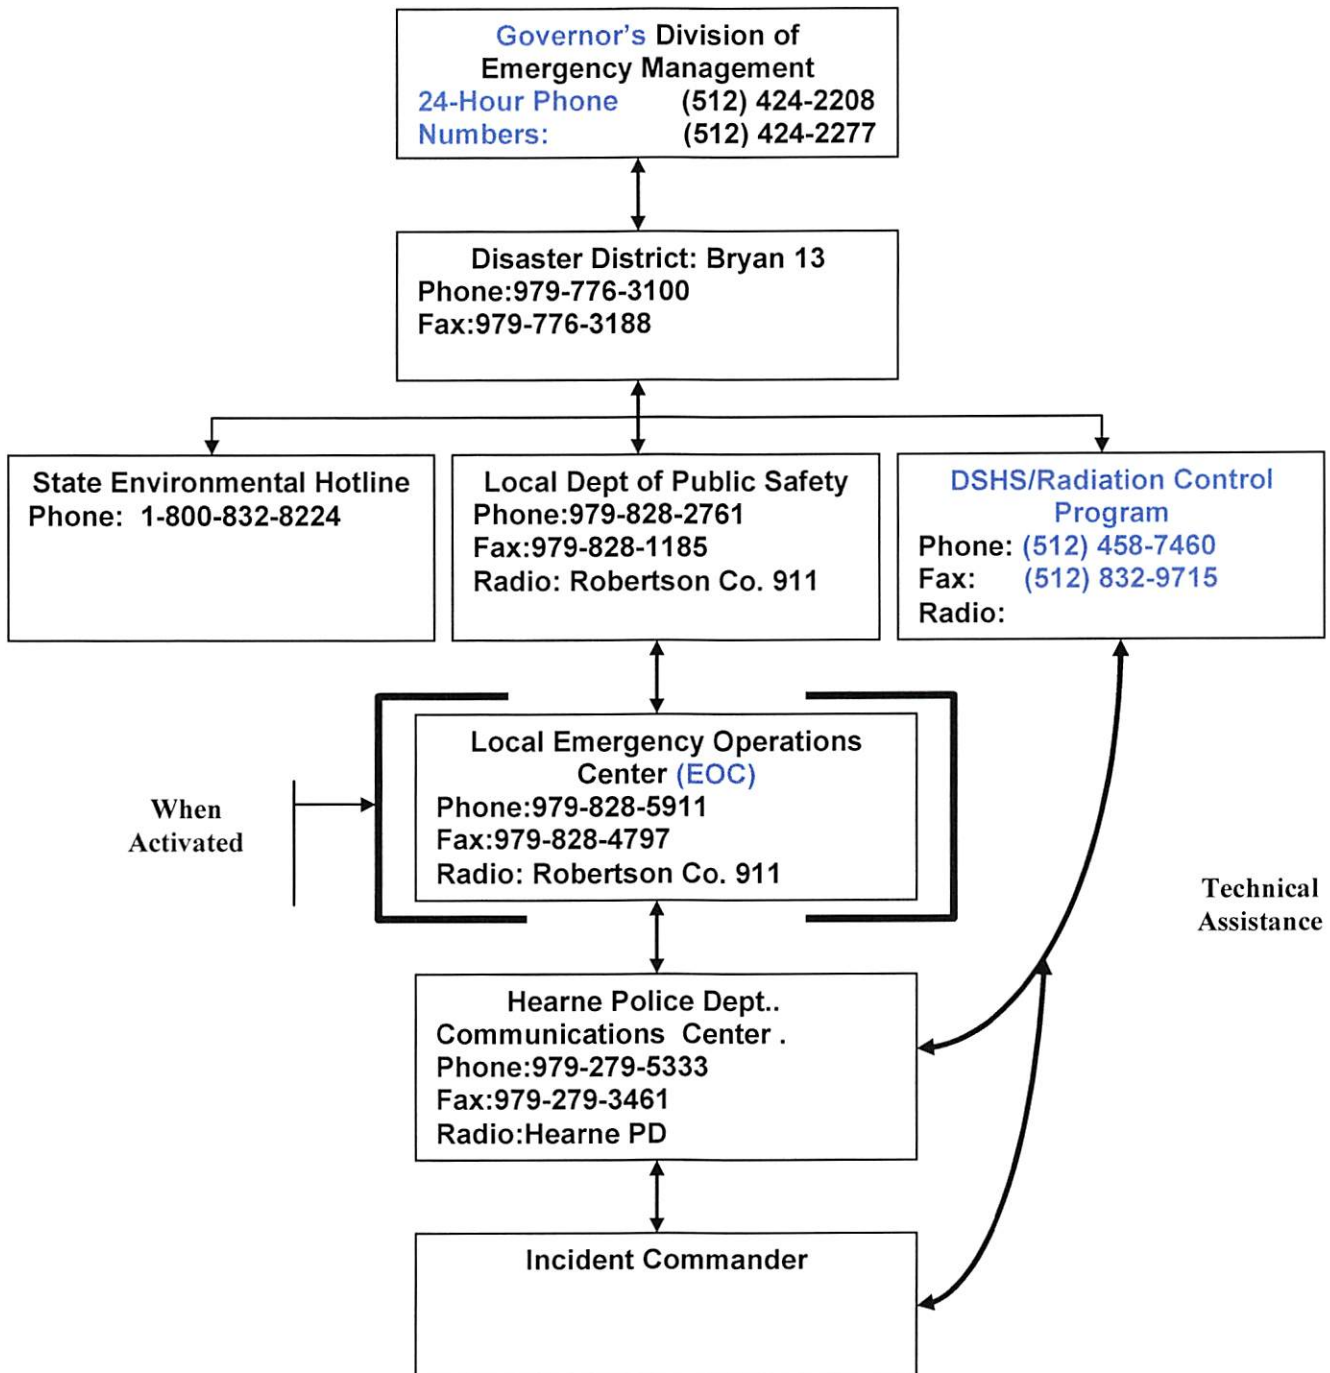 Governor's Division of
Emergency Management
24-Hour Phone (512) 424-2208
Numbers: (512) 424-2277
Disaster District: Bryan 13
Phone:979-776-3100
Fax:979-776-3188
State Environmental Hotline
Phone: 1-800-832-8224
Local Dept of Public Safety
Phone:979-828-2761
Fax:979-828-1185
Radio: Robertson Co. 911
DSHS/Radiation Control
Program
Phone: (512) 458-7460
Fax: (512) 832-9715
Radio:
When
Activated
Local Emergency Operations
Center (EOC)
Phone:979-828-5911
Fax:979-828-4797
Radio: Robertson Co. 911
Technical
Assistance
Hearne Police Dept..
Communications Center .
Phone:979-279-5333
Fax:979-279-3461
Radio:Hearne PD
Incident Commander